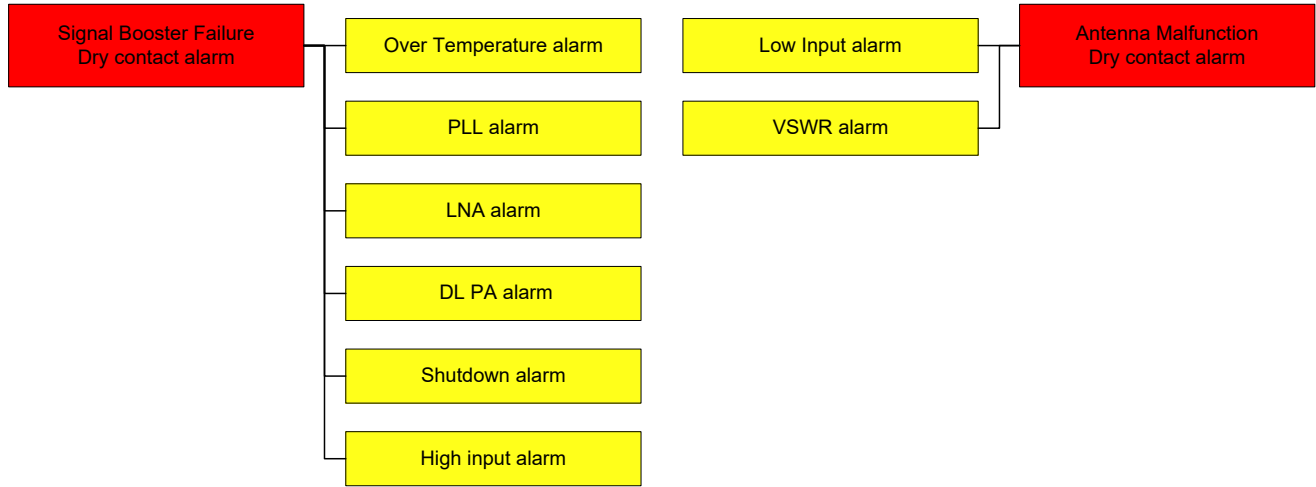 Signal Booster Failure
Dry contact alarm
Over Temperature alarm
PLL alarm
LNA alarm
DL PA alarm
Shutdown alarm
High input alarm
Low Input alarm
VSWR alarm
Antenna Malfunction
Dry contact alarm